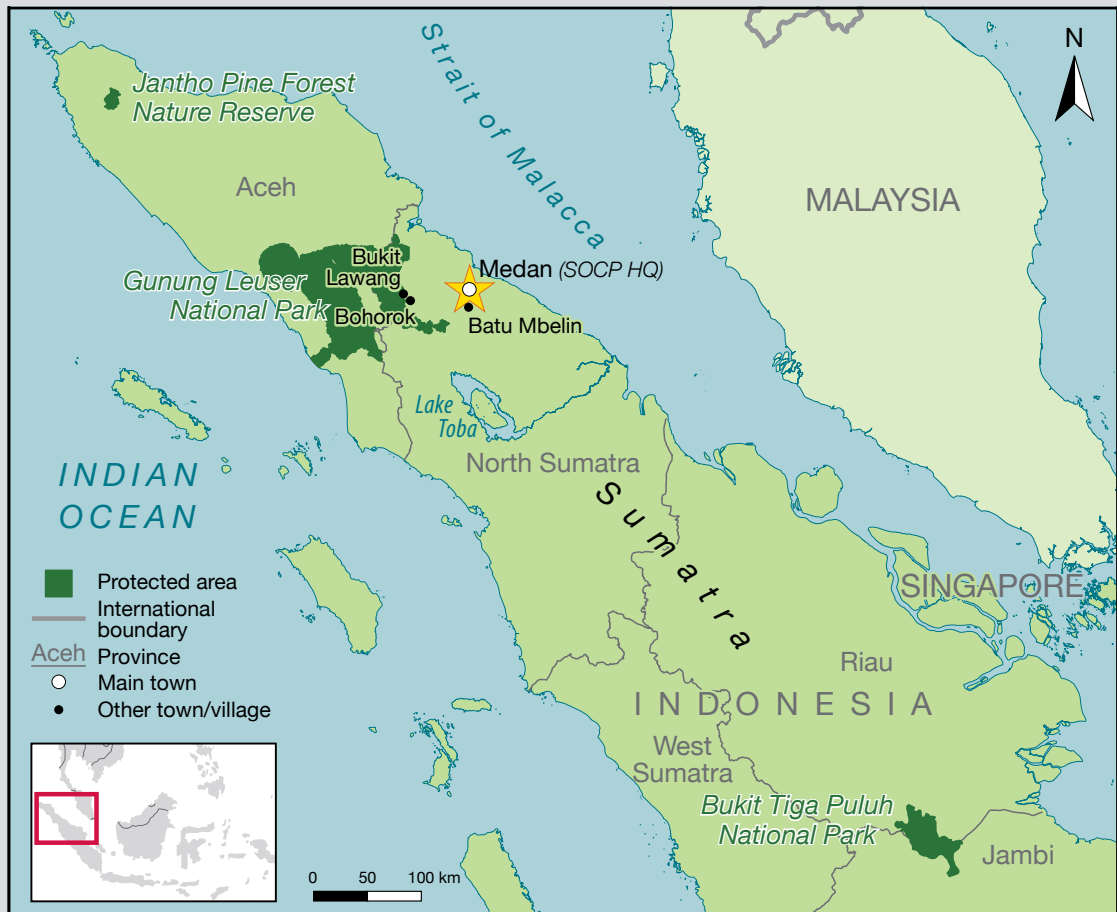 Jantho Pine Forest
Nature Reserve
Strait of Malacca
N
Aceh
MALAYSIA
Bukit
Lawang
Medan (SOCP HQ)
Gunung Leuser
National Park
Bohorok
Batu Mbelin
Lake
Toba
North Sumatra
INDIAN
OCEAN
Sumatra
Protected area
International
boundary
Aceh Province
Main town
Other town/village
SINGAPORE
Riau
INDONESIA
West
Sumatra
Bukit Tiga Puluh
National Park
Jambi
0 50 100 km